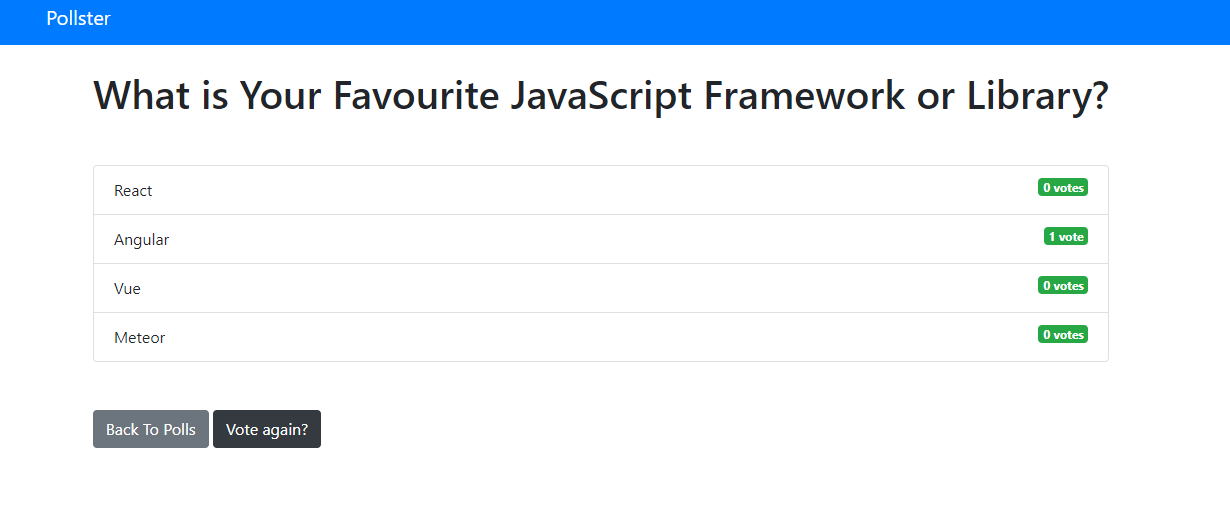 Pollster
What is Your Favourite JavaScript Framework or Library?
React 0 votes
Angular 1 vote
Vue 0 votes
Meteor 0 votes
Back To Polls Vote again?